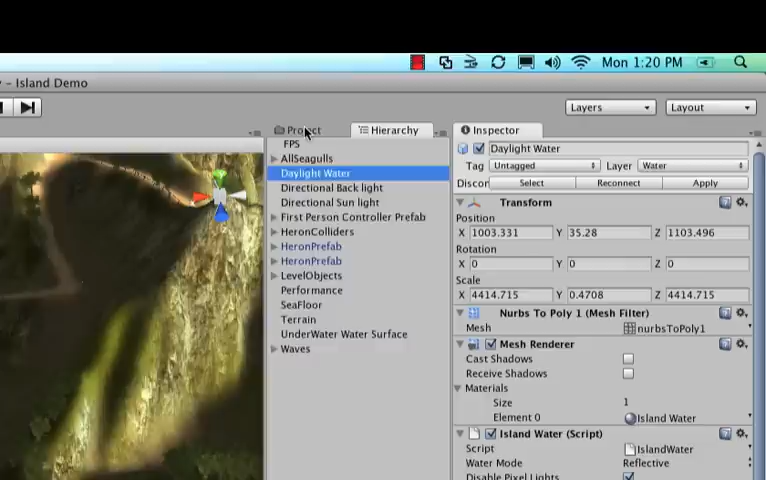 Mon 1:20 PM
- Island Demo
Layers
Layout
Project
Hierarchy
FPS
AllSeagulls
Daylight Water
Directional Back light
Directional Sun light
First Person Controller Prefab
HeronColliders
HeronPrefab
HeronPrefab
LevelObjects
Performance
SeaFloor
Terrain
UnderWater Water Surface
Waves
Inspector
Daylight Water
Tag Untagged Layer Water
Discon Select Reconnect Apply
Transform
Position
X 1003.331 Y 35.28 Z 1103.496
Rotation
X 0 Y 0 Z 0
Scale
X 4414.715 Y 0.4708 Z 4414.715
Nurbs To Poly 1 (Mesh Filter)
Mesh nurbsToPoly1
Mesh Renderer
Cast Shadows
Receive Shadows
Materials
Size 1
Element 0 Island Water
Island Water (Script)
Script IslandWater
Water Mode Reflective
Disable Pixel Lights